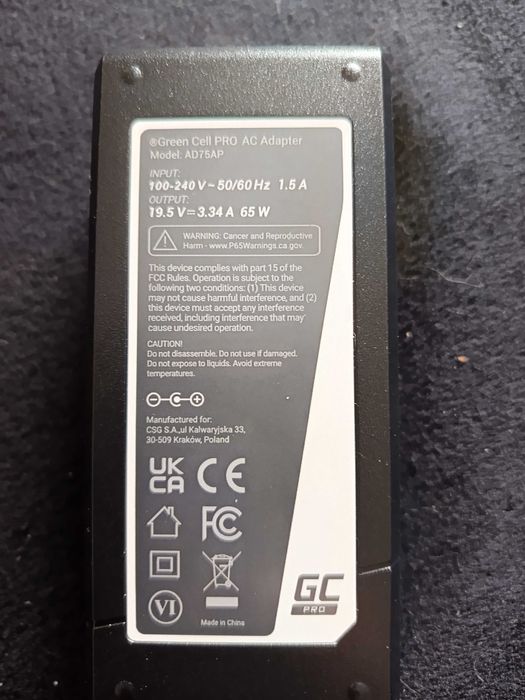 ®Green Cell PRO AC Adapter
Model: AD75AP
INPUT:
100-240 V ~ 50/60 Hz 1.5 A
OUTPUT:
19.5 V⎓3.34 A 65 W
WARNING: Cancer and Reproductive
Harm - www.P65Warnings.ca.gov.
This device complies with part 15 of the
FCC Rules. Operation is subject to the
following two conditions: (1) This device
may not cause harmful interference, and (2)
this device must accept any interference
received, including interference that may
cause undesired operation.
CAUTION!
Do not disassemble. Do not use if damaged.
Do not expose to liquids. Avoid extreme
temperatures.
Manufactured for:
CSG S.A.,ul Kalwaryjska 33,
30-509 Kraków, Poland
UK
CA
CE
FC
VI
Made in China
GC
PRO